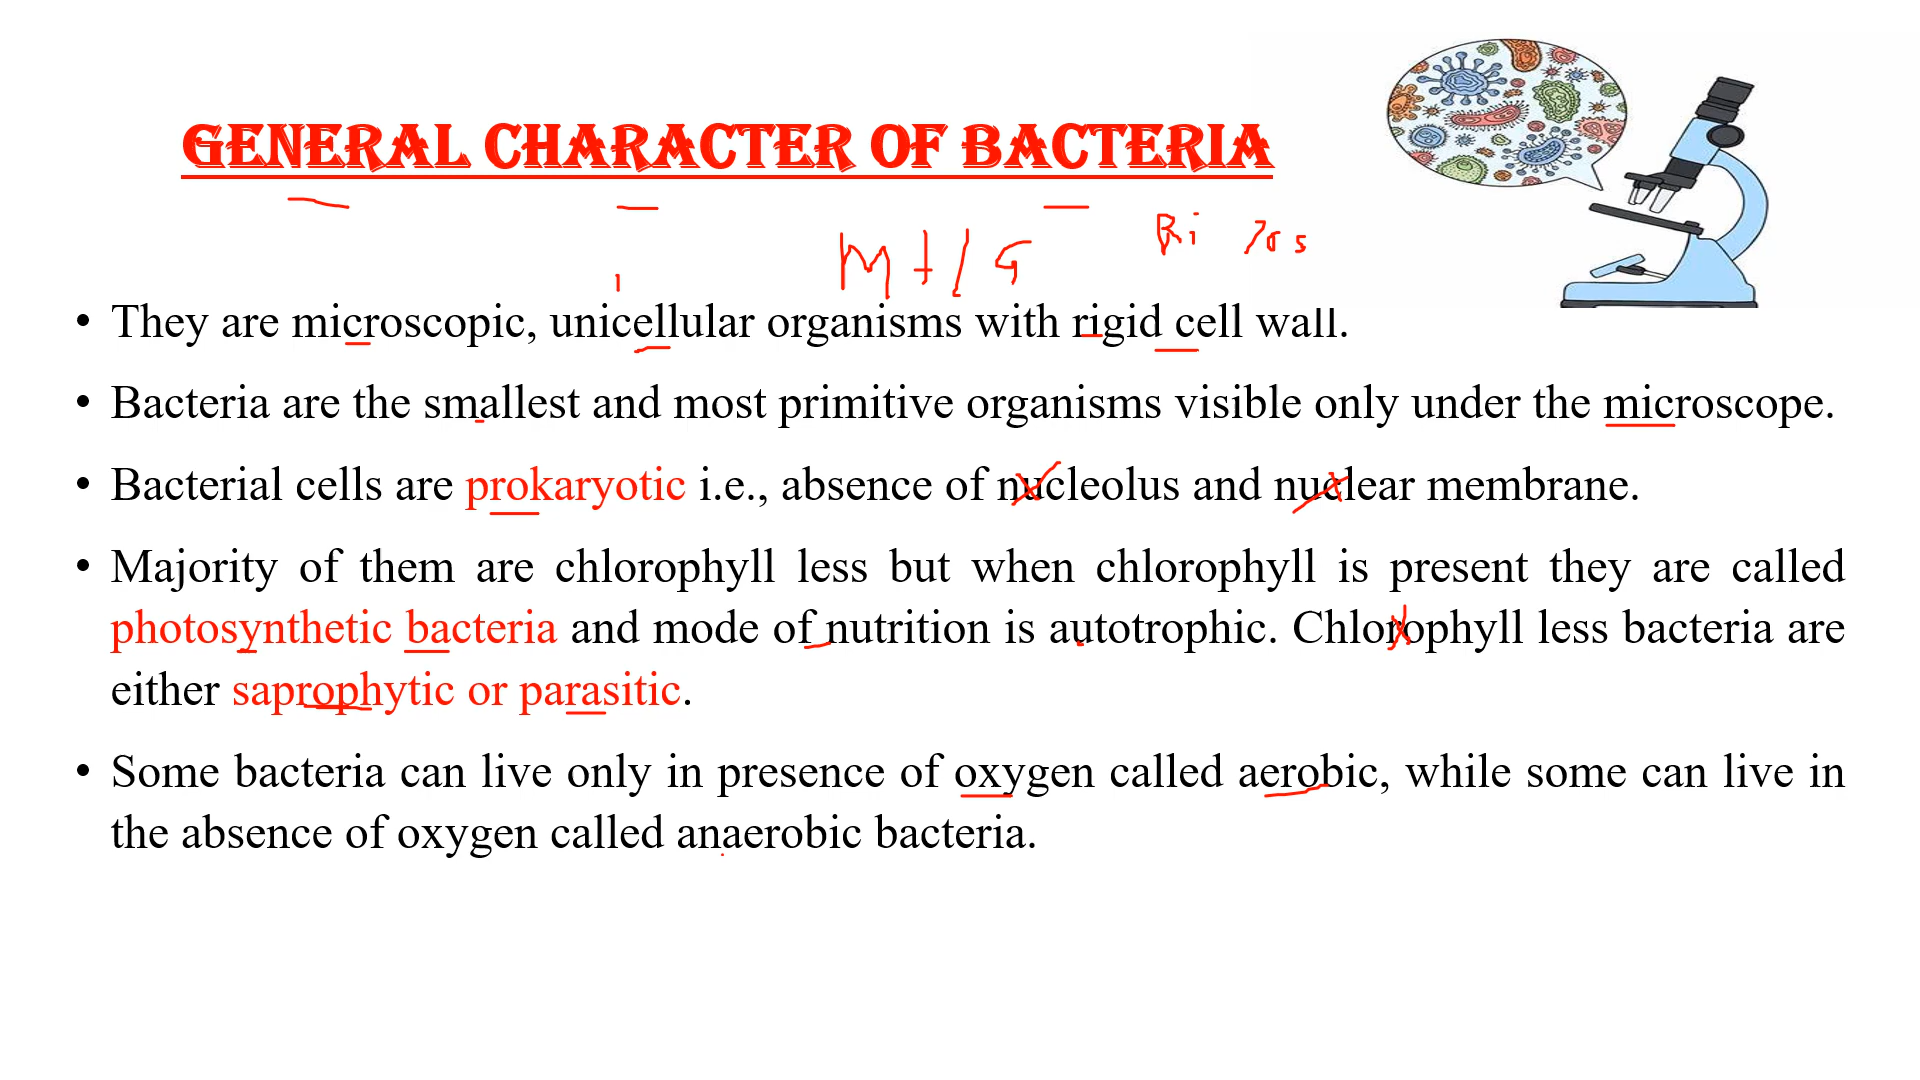 GENERAL CHARACTER OF BACTERIA
• They are microscopic, unicellular organisms with rigid cell wall.
• Bacteria are the smallest and most primitive organisms visible only under the microscope.
• Bacterial cells are prokaryotic i.e., absence of nucleolus and nuclear membrane.
• Majority of them are chlorophyll less but when chlorophyll is present they are called
photosynthetic bacteria and mode of nutrition is autotrophic. Chlorophyll less bacteria are
either saprophytic or parasitic.
• Some bacteria can live only in presence of oxygen called aerobic, while some can live in
the absence of oxygen called anaerobic bacteria.